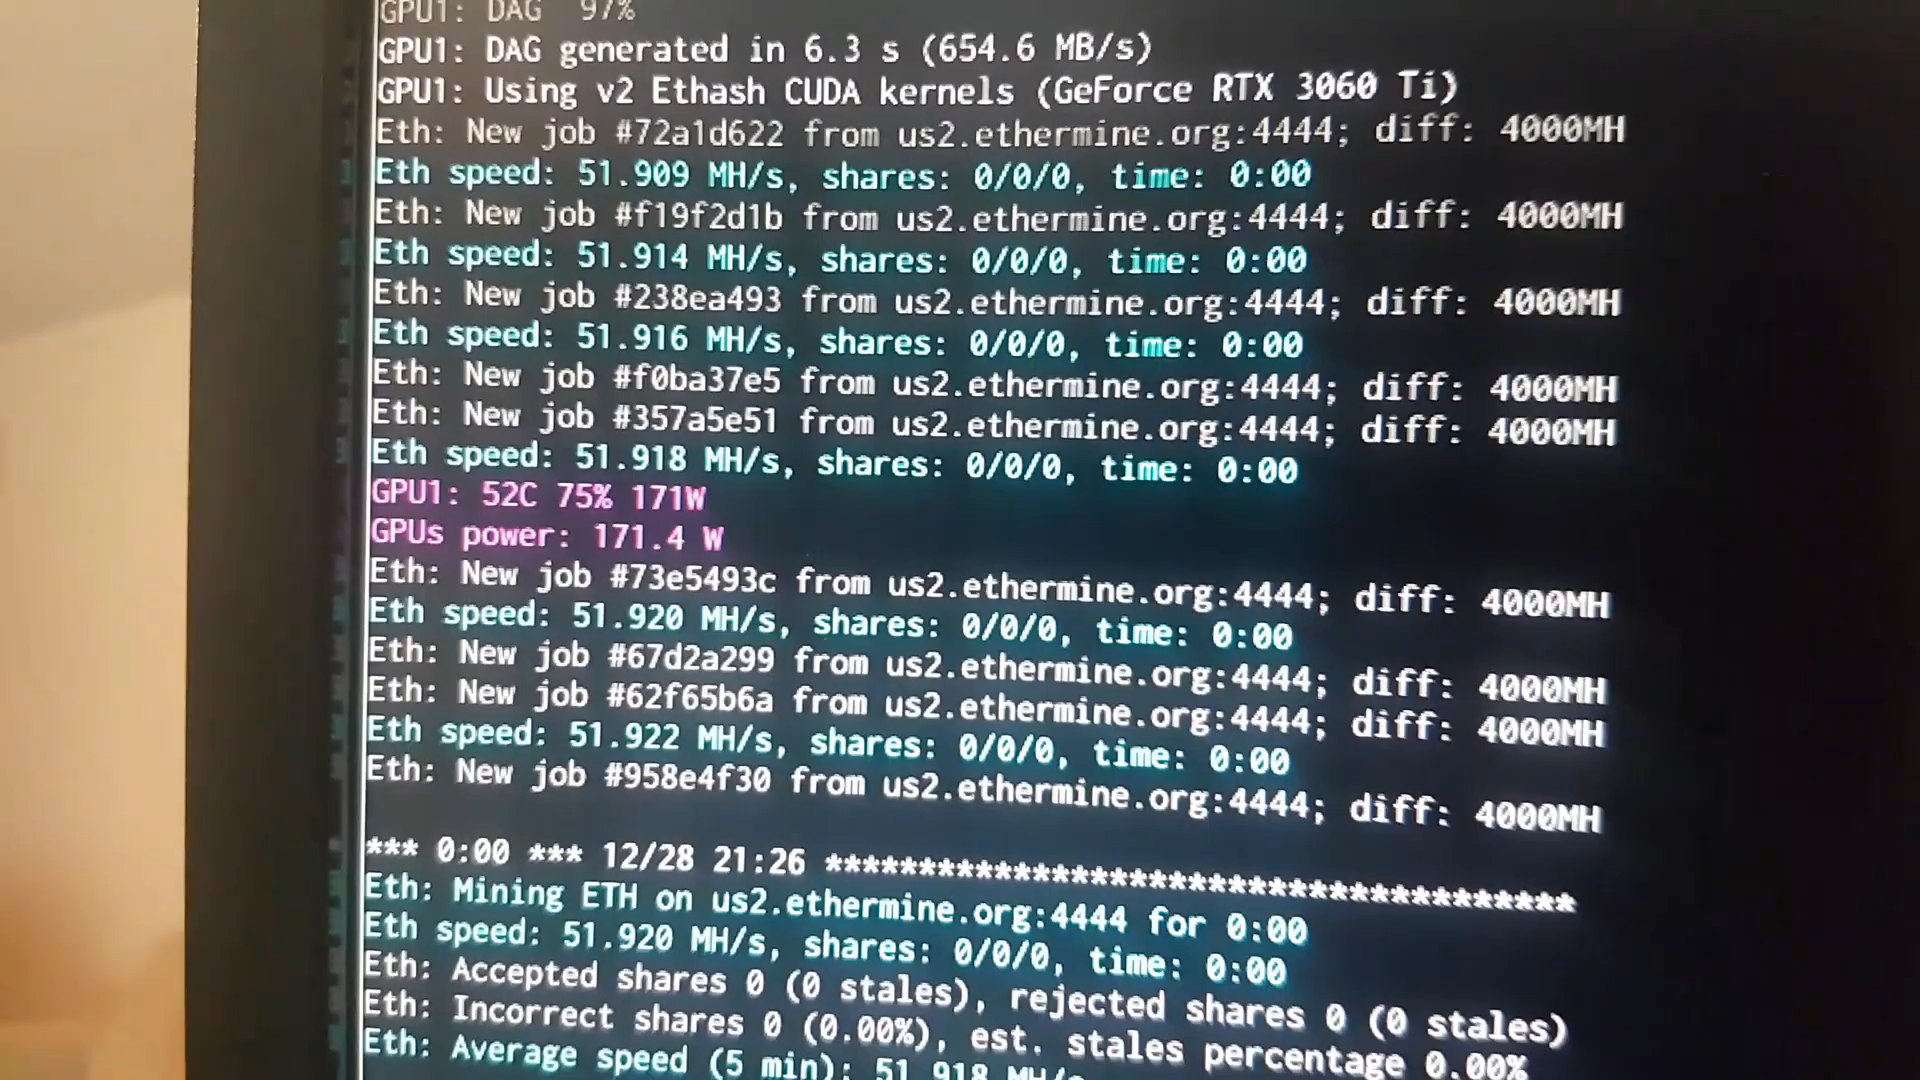 GPU1: DAG  97%
GPU1: DAG generated in 6.3 s (654.6 MB/s)
GPU1: Using v2 Ethash CUDA kernels (GeForce RTX 3060 Ti)
Eth: New job #72a1d622 from us2.ethermine.org:4444; diff: 4000MH
Eth speed: 51.909 MH/s, shares: 0/0/0, time: 0:00
Eth: New job #f19f2d1b from us2.ethermine.org:4444; diff: 4000MH
Eth speed: 51.914 MH/s, shares: 0/0/0, time: 0:00
Eth: New job #238ea493 from us2.ethermine.org:4444; diff: 4000MH
Eth speed: 51.916 MH/s, shares: 0/0/0, time: 0:00
Eth: New job #f0ba37e5 from us2.ethermine.org:4444; diff: 4000MH
Eth: New job #357a5e51 from us2.ethermine.org:4444; diff: 4000MH
Eth speed: 51.918 MH/s, shares: 0/0/0, time: 0:00
GPU1: 52C 75% 171W
GPUs power: 171.4 W
Eth: New job #73e5493c from us2.ethermine.org:4444; diff: 4000MH
Eth speed: 51.920 MH/s, shares: 0/0/0, time: 0:00
Eth: New job #67d2a299 from us2.ethermine.org:4444; diff: 4000MH
Eth: New job #62f65b6a from us2.ethermine.org:4444; diff: 4000MH
Eth speed: 51.922 MH/s, shares: 0/0/0, time: 0:00
Eth: New job #958e4f30 from us2.ethermine.org:4444; diff: 4000MH
*** 0:00 *** 12/28 21:26 **************************************
Eth: Mining ETH on us2.ethermine.org:4444 for 0:00
Eth speed: 51.920 MH/s, shares: 0/0/0, time: 0:00
Eth: Accepted shares 0 (0 stales), rejected shares 0 (0 stales)
Eth: Incorrect shares 0 (0.00%), est. stales percentage 0.00%
Eth: Average speed (5 min): 51.918 MH/s